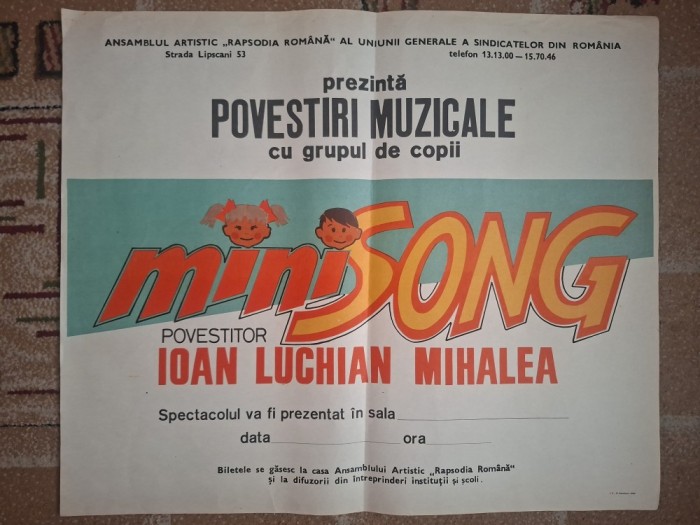 ANSAMBLUL ARTISTIC „RAPSODIA ROMÂNĂ" AL UNIUNII GENERALE A SINDICATELOR DIN ROMÂNIA
Strada Lipscani 53 telefon 13.13.00—15.70.46
prezintă
POVESTIRI MUZICALE
cu grupul de copii
mini SONG
POVESTITOR
IOAN LUCHIAN MIHALEA
Spectacolul va fi prezentat în sala
data ora
Biletele se găsesc la casa Ansamblului Artistic „Rapsodia Română"
și la difuzorii din întreprinderi instituții și școli.